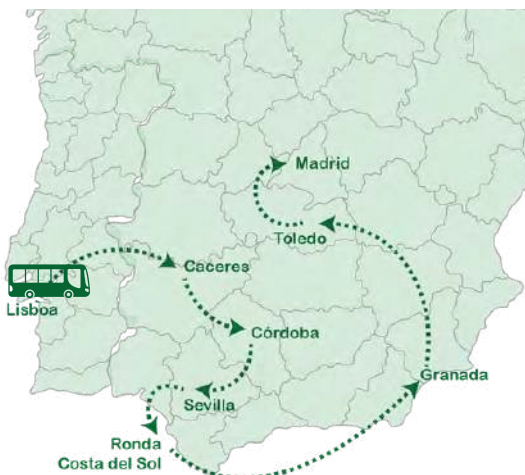 Madrid
Toledo
Caceres
Lisboa
Córdoba
Granada
Sevilla
Ronda
Costa del Sol